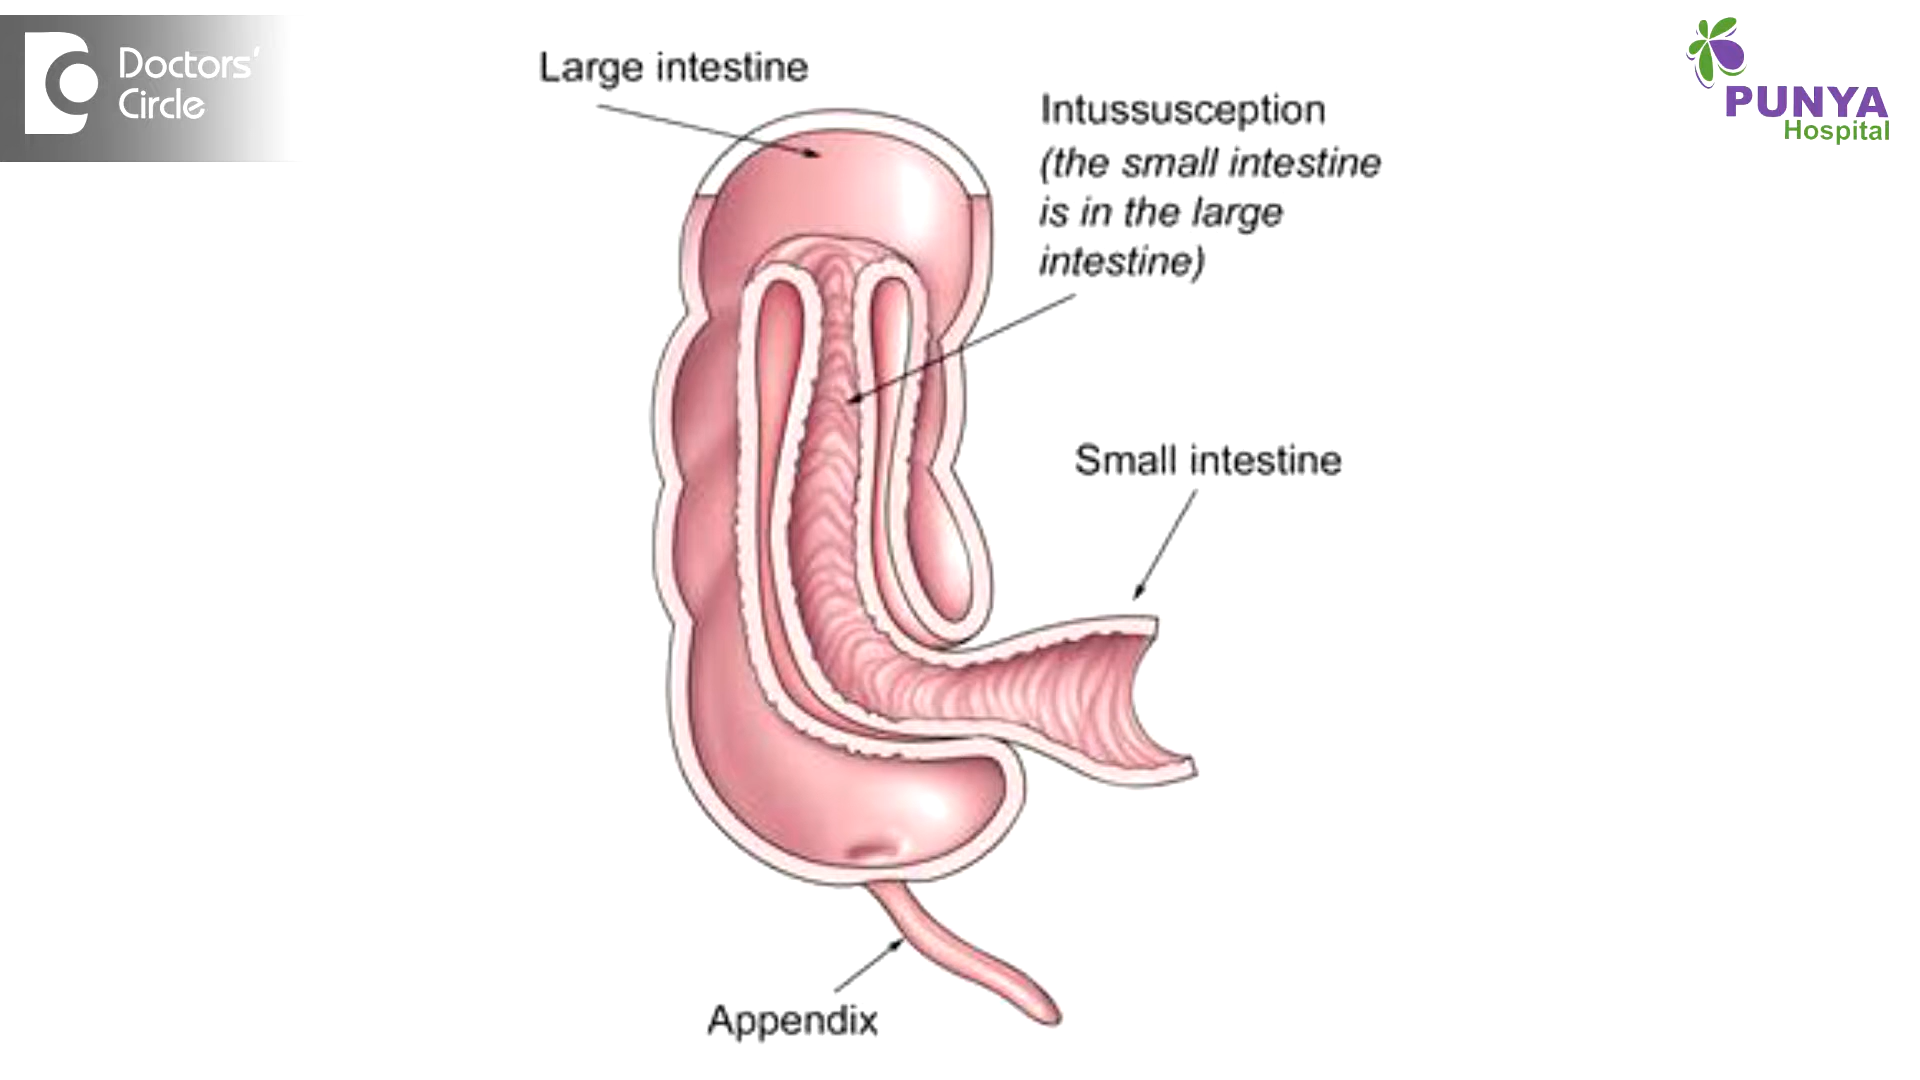 Doctors'
Circle
PUNYA
Hospital
Large intestine
Intussusception
(the small intestine
is in the large
intestine)
Small intestine
Appendix